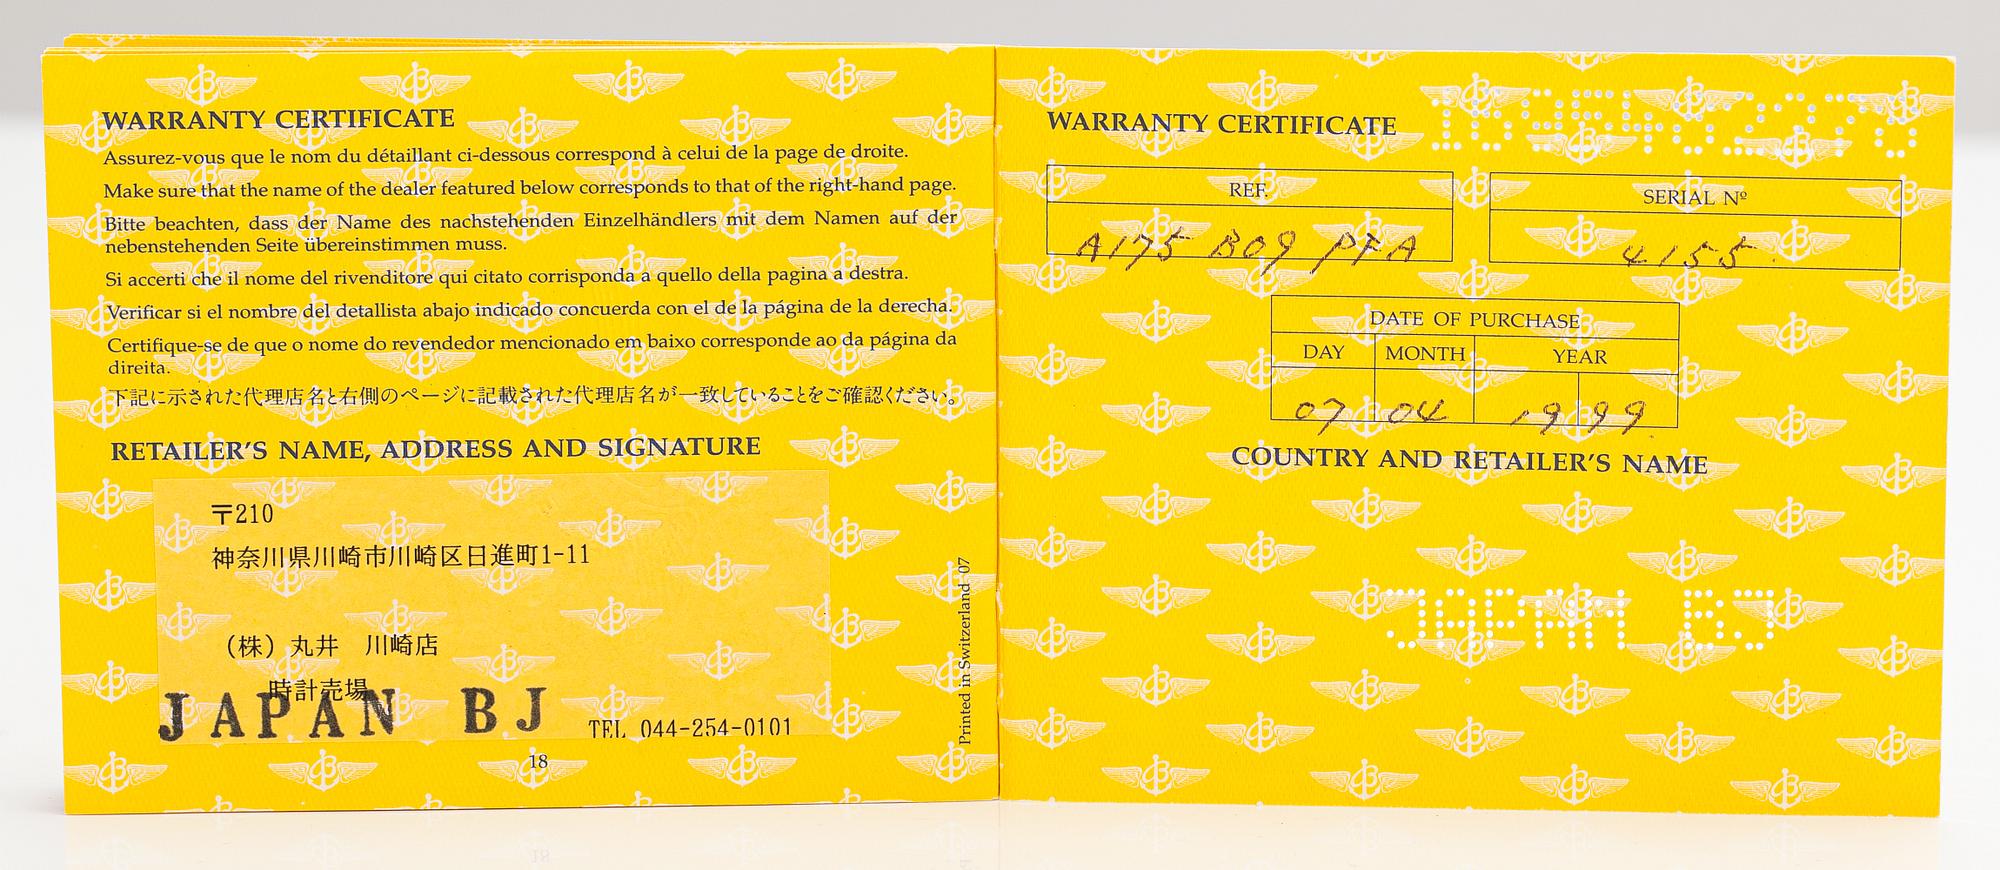 WARRANTY CERTIFICATE
Assurez-vous que le nom du détaillant ci-dessous correspond à celui de la page de droite.
Make sure that the name of the dealer featured below corresponds to that of the right-hand page.
Bitte beachten, dass der Name des nachstehenden Einzelhändlers mit dem Namen auf der
nebenstehenden Seite übereinstimmen muss.
Si accerti che il nome del rivenditore qui citato corrisponda a quello della pagina a destra.
Verificar si el nombre del detallista abajo indicado concuerda con el de la página de la derecha.
Certifique-se de que o nome do revendedor mencionado em baixo corresponde ao da página da
direita.
下記に示された代理店名と右側のページに記載された代理店名が一致していることをご確認ください。
RETAILER'S NAME, ADDRESS AND SIGNATURE
〒210
神奈川県川崎市川崎区日進町1-11
(株) 丸井 川崎店
時計売場
JAPAN BJ
TEL 044-254-0101
18
Printed in Switzerland '07
WARRANTY CERTIFICATE
REF.
SERIAL Nº
A175 B09 PFA
4155
DATE OF PURCHASE
DAY MONTH YEAR
07 04 1999
COUNTRY AND RETAILER'S NAME
JAPAN BJ